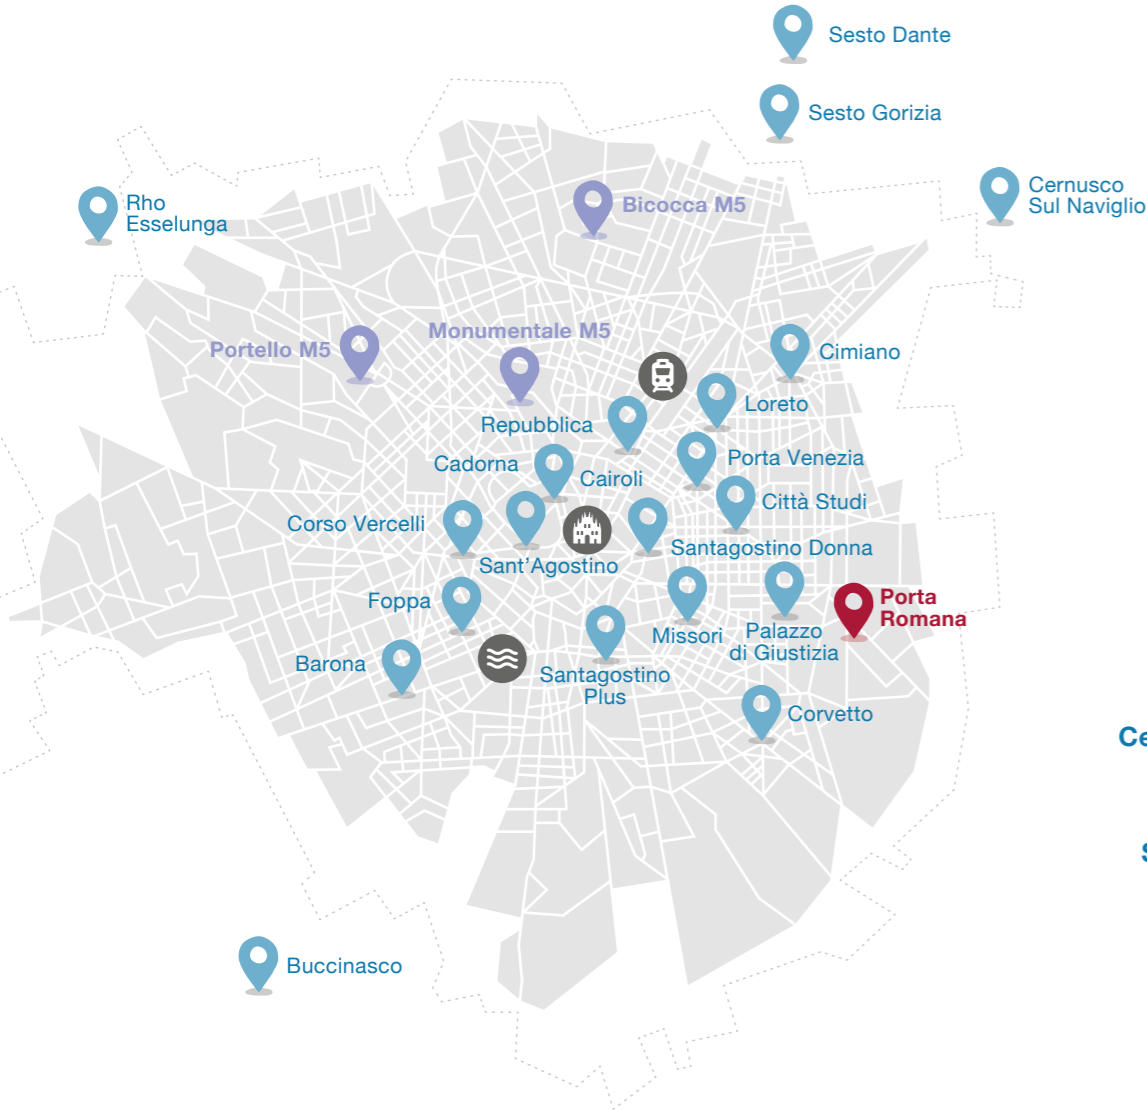 Sesto Dante
Sesto Gorizia
Cernusco
Sul Naviglio
Rho
Esselunga
Bicocca M5
Monumentale M5
Portello M5
Cimiano
Loreto
Repubblica
Porta Venezia
Cadorna
Cairoli
Città Studi
Corso Vercelli
Santagostino Donna
Sant'Agostino
Foppa
Porta
Romana
Missori
Palazzo
di Giustizia
Barona
Santagostino
Plus
Corvetto
Ce
S
Buccinasco